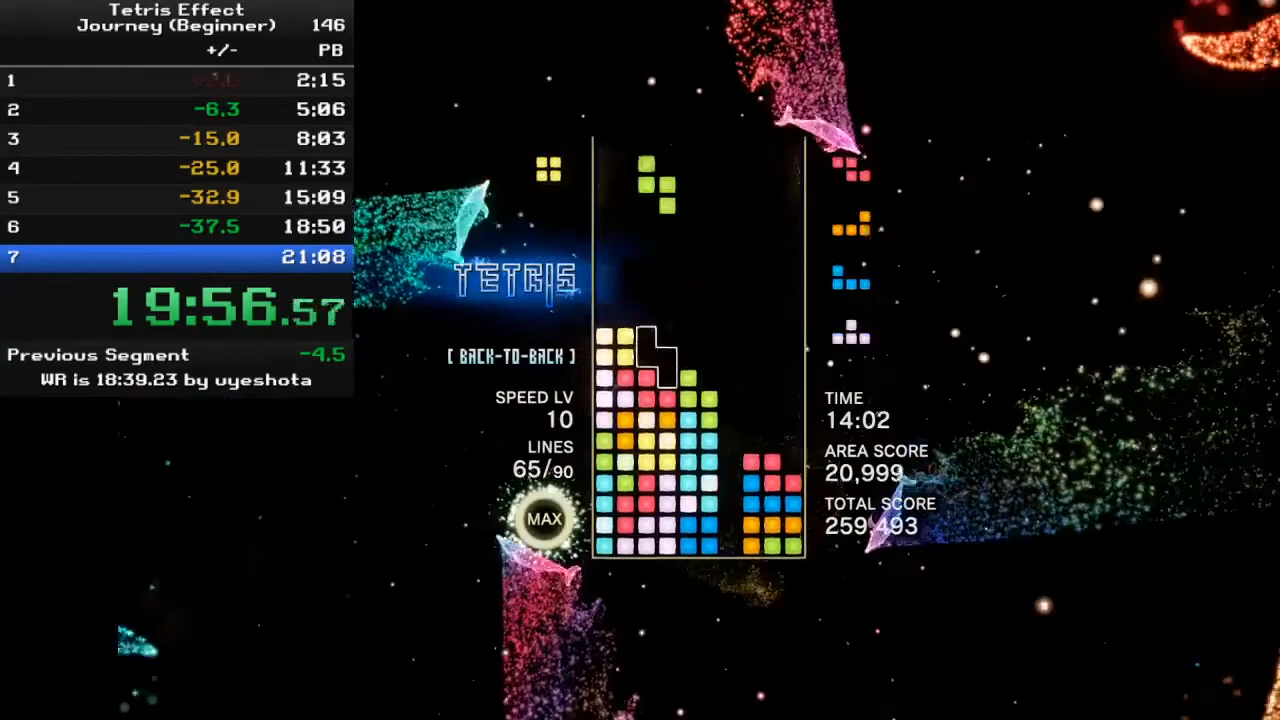 Tetris Effect
Journey (Beginner) 146
+/- PB
1 2:15
2 -6.3 5:06
3 -15.0 8:03
4 -25.0 11:33
5 -32.9 15:09
6 -37.5 18:50
7 21:08
19:56.57
Previous Segment -4.5
WR is 18:39.23 by uyeshota
TETRIS
[ BACK-TO-BACK ]
SPEED LV
10
LINES
65/90
MAX
TIME
14:02
AREA SCORE
20,999
TOTAL SCORE
259,493